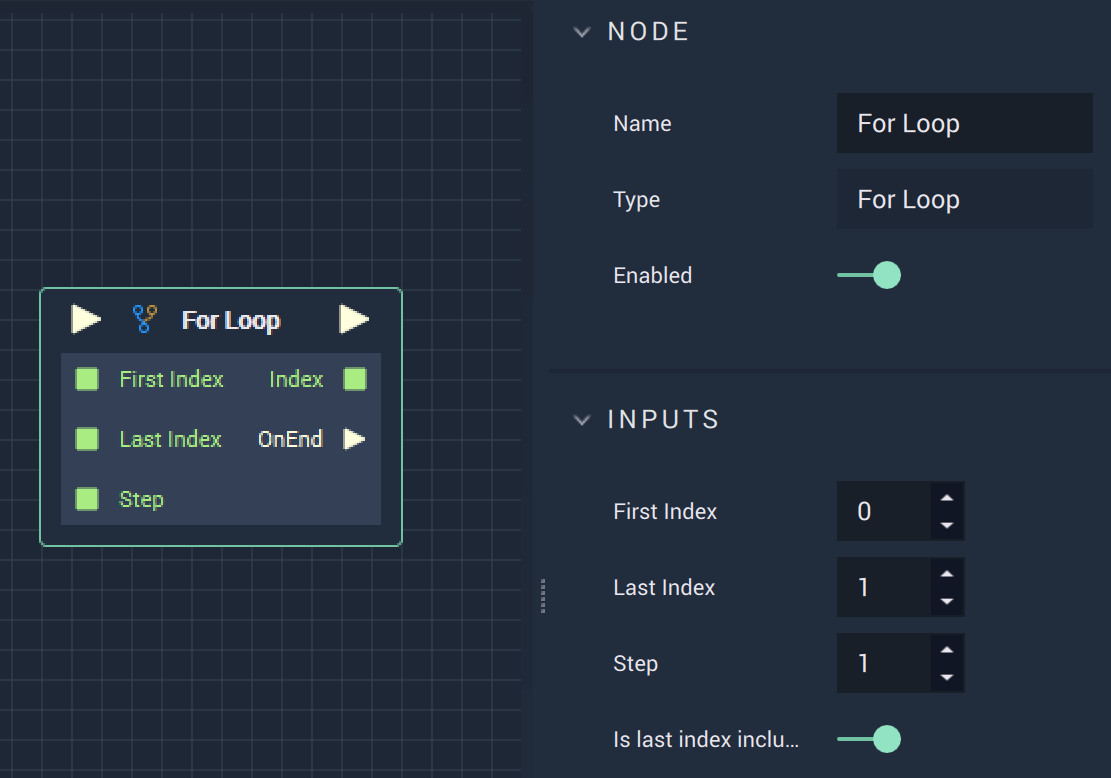 For Loop
First Index Index
Last Index OnEnd
Step
NODE
Name For Loop
Type For Loop
Enabled
INPUTS
First Index 0
Last Index 1
Step 1
Is last index inclu...